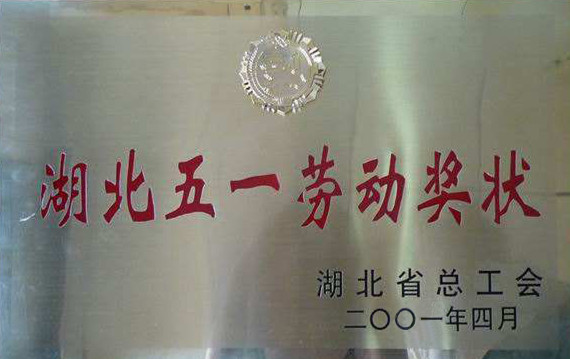 湖北五一劳动奖状
湖北省总工会
二〇〇一年四月